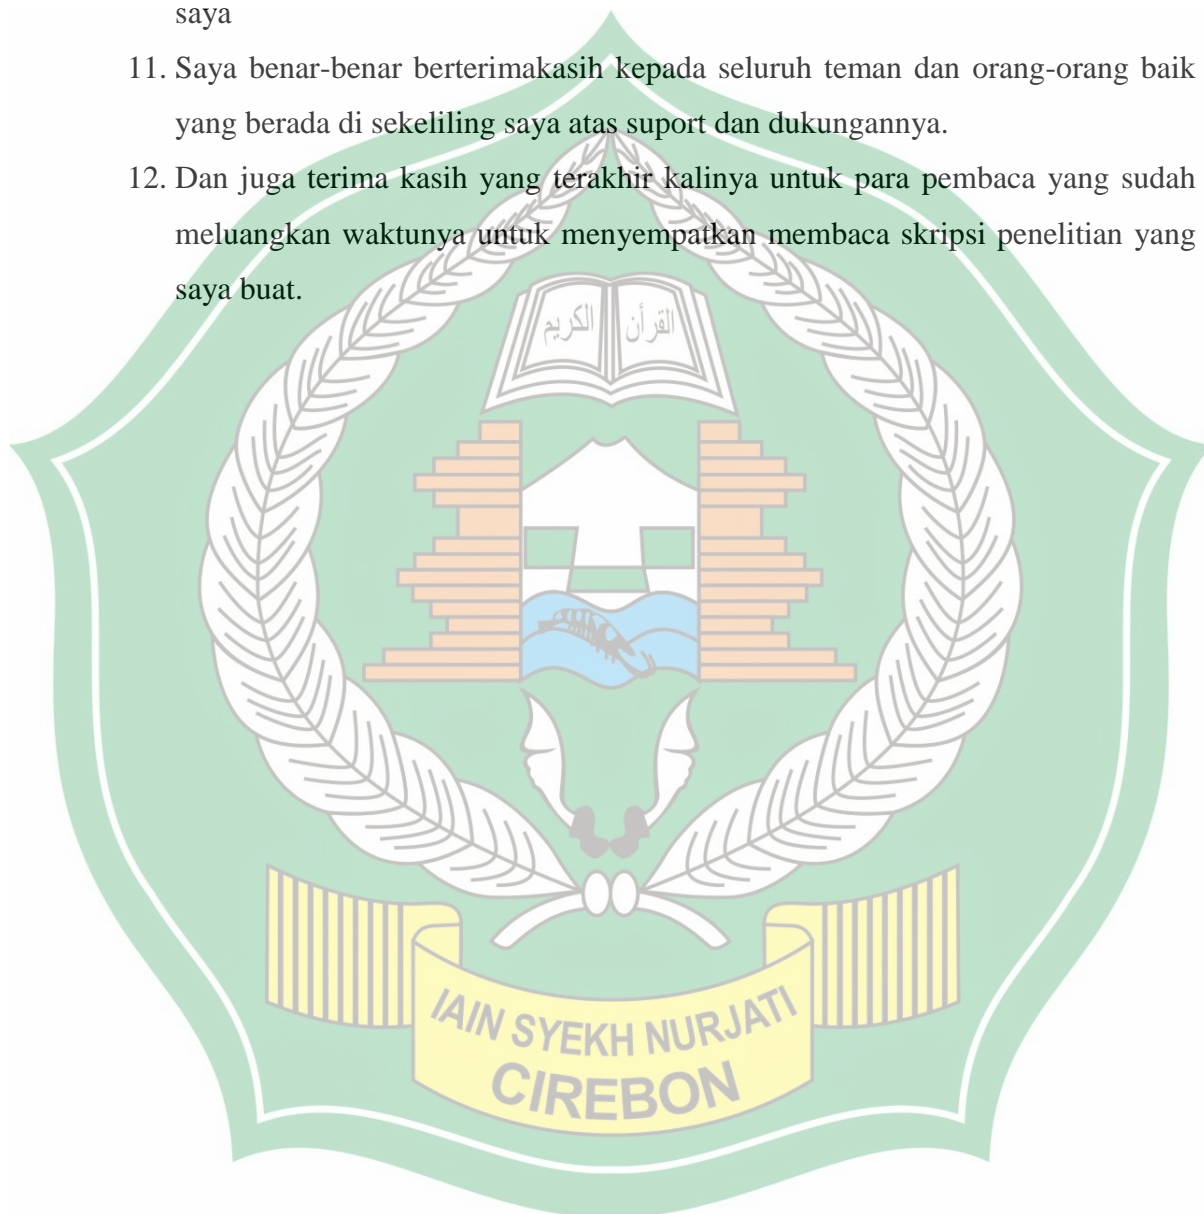 saya
11. Saya benar-benar berterimakasih kepada seluruh teman dan orang-orang baik
yang berada di sekeliling saya atas suport dan dukungannya.
12. Dan juga terima kasih yang terakhir kalinya untuk para pembaca yang sudah
meluangkan waktunya untuk menyempatkan membaca skripsi penelitian yang
saya buat.
القرأن الكريم
IAIN SYEKH NURJATI
CIREBON